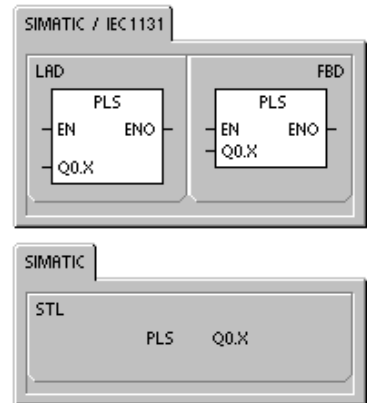 SIMATIC / IEC1131
LAD FBD
PLS PLS
EN ENO EN ENO
Q0.X Q0.X
SIMATIC
STL
PLS Q0.X